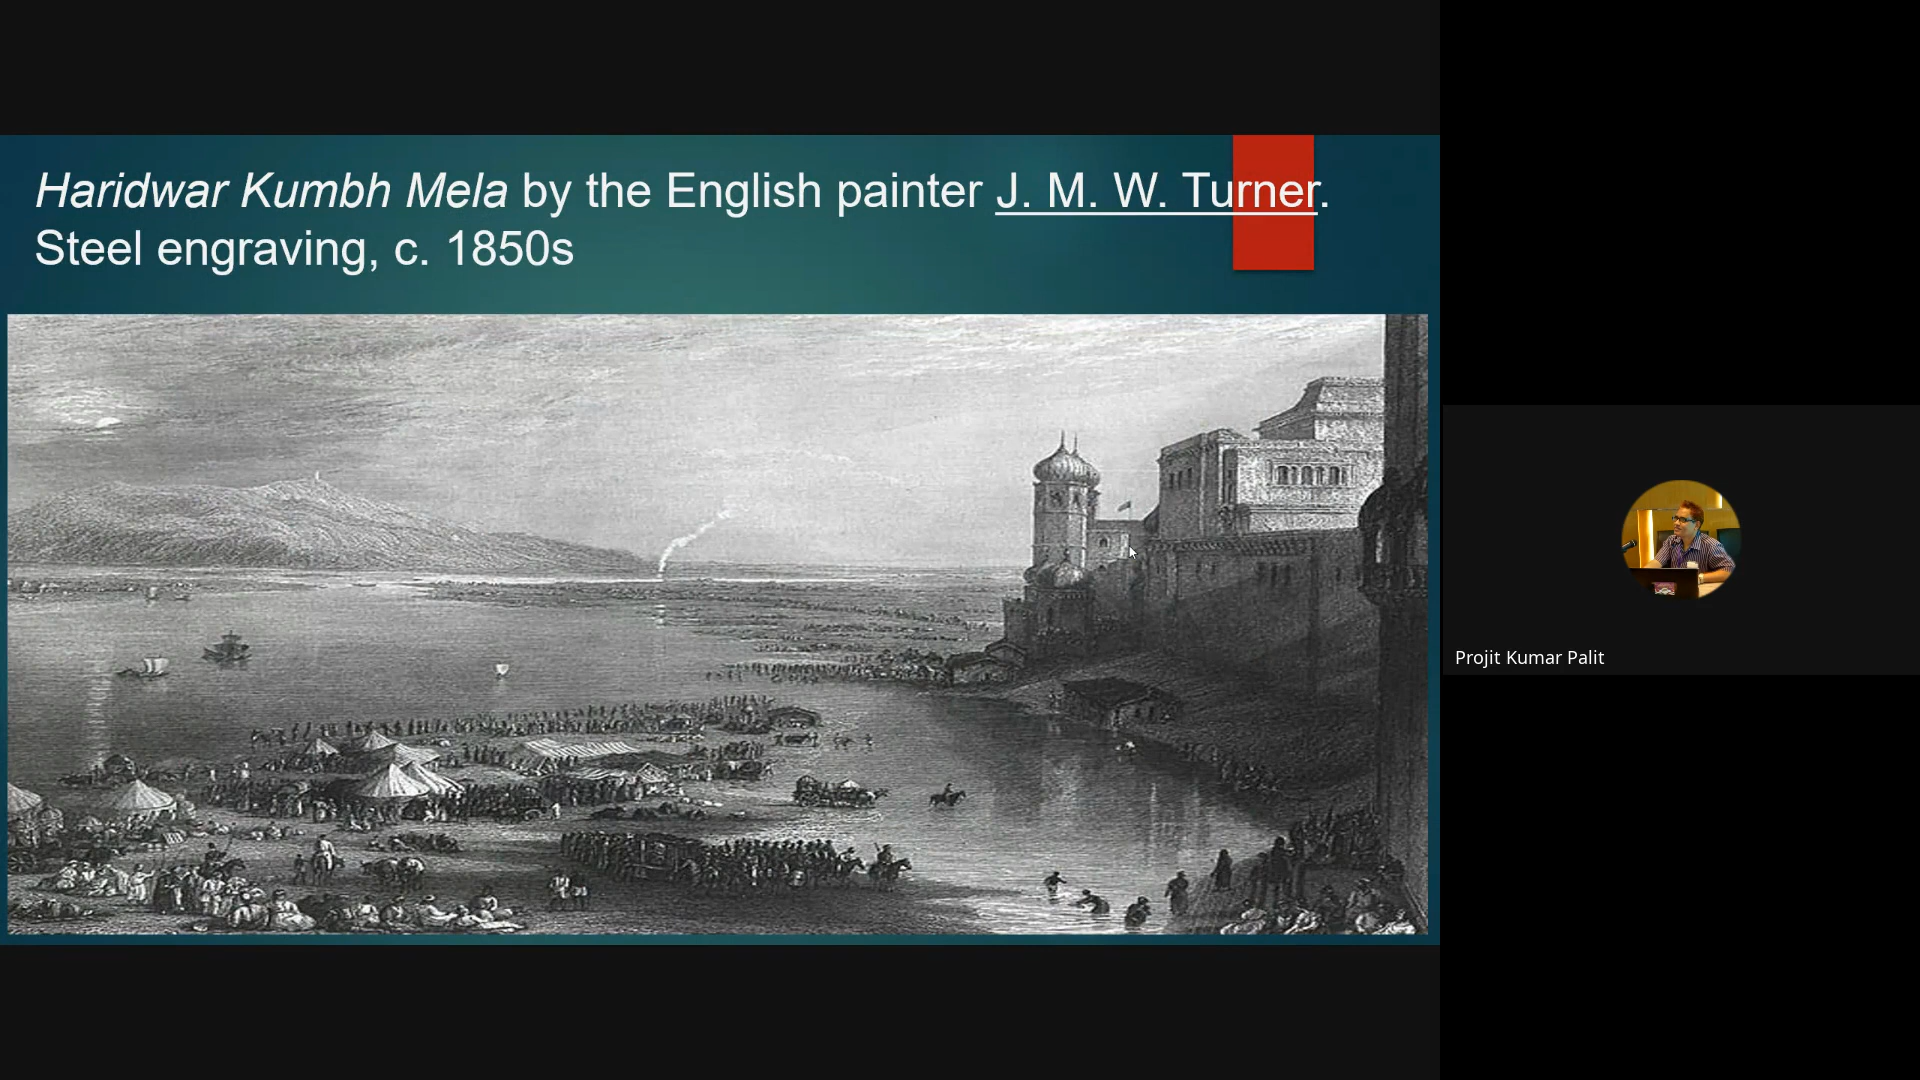 Haridwar Kumbh Mela by the English painter J. M. W. Turner.
Steel engraving, c. 1850s
Projit Kumar Palit